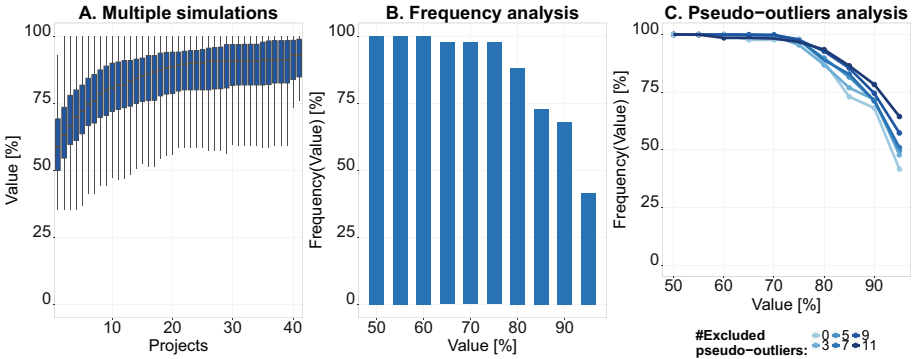 A. Multiple simulations
Value [%]
100
75
50
25
0
10 20 30 40
Projects
B. Frequency analysis
Frequency(Value) [%]
100
75
50
25
0
50 60 70 80 90
Value [%]
C. Pseudo−outliers analysis
Frequency(Value) [%]
100
75
50
25
0
50 60 70 80 90
Value [%]
#Excluded 0 5 9
pseudo−outliers: 3 7 11